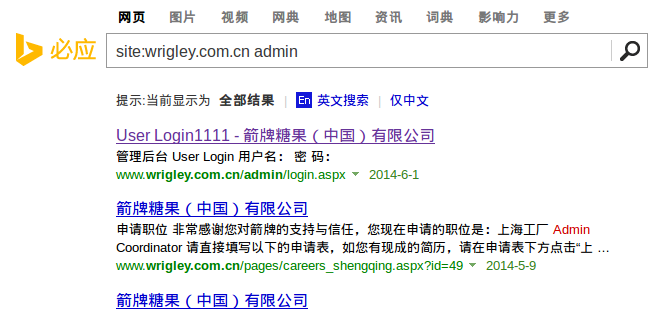 网页 图片 视频 网典 地图 资讯 词典 影响力 更多
必应 site:wrigley.com.cn admin
提示:当前显示为 全部结果 | En 英文搜索 | 仅中文
User Login1111 - 箭牌糖果（中国）有限公司
管理后台 User Login 用户名： 密 码：
www.wrigley.com.cn/admin/login.aspx 2014-6-1
箭牌糖果（中国）有限公司
申请职位 非常感谢您对箭牌的支持与信任，您现在申请的职位是：上海工厂 Admin
Coordinator 请直接填写以下的申请表，如您有现成的简历，请在申请表下方点击“上 ...
www.wrigley.com.cn/pages/careers_shengqing.aspx?id=49 2014-5-9
箭牌糖果（中国）有限公司